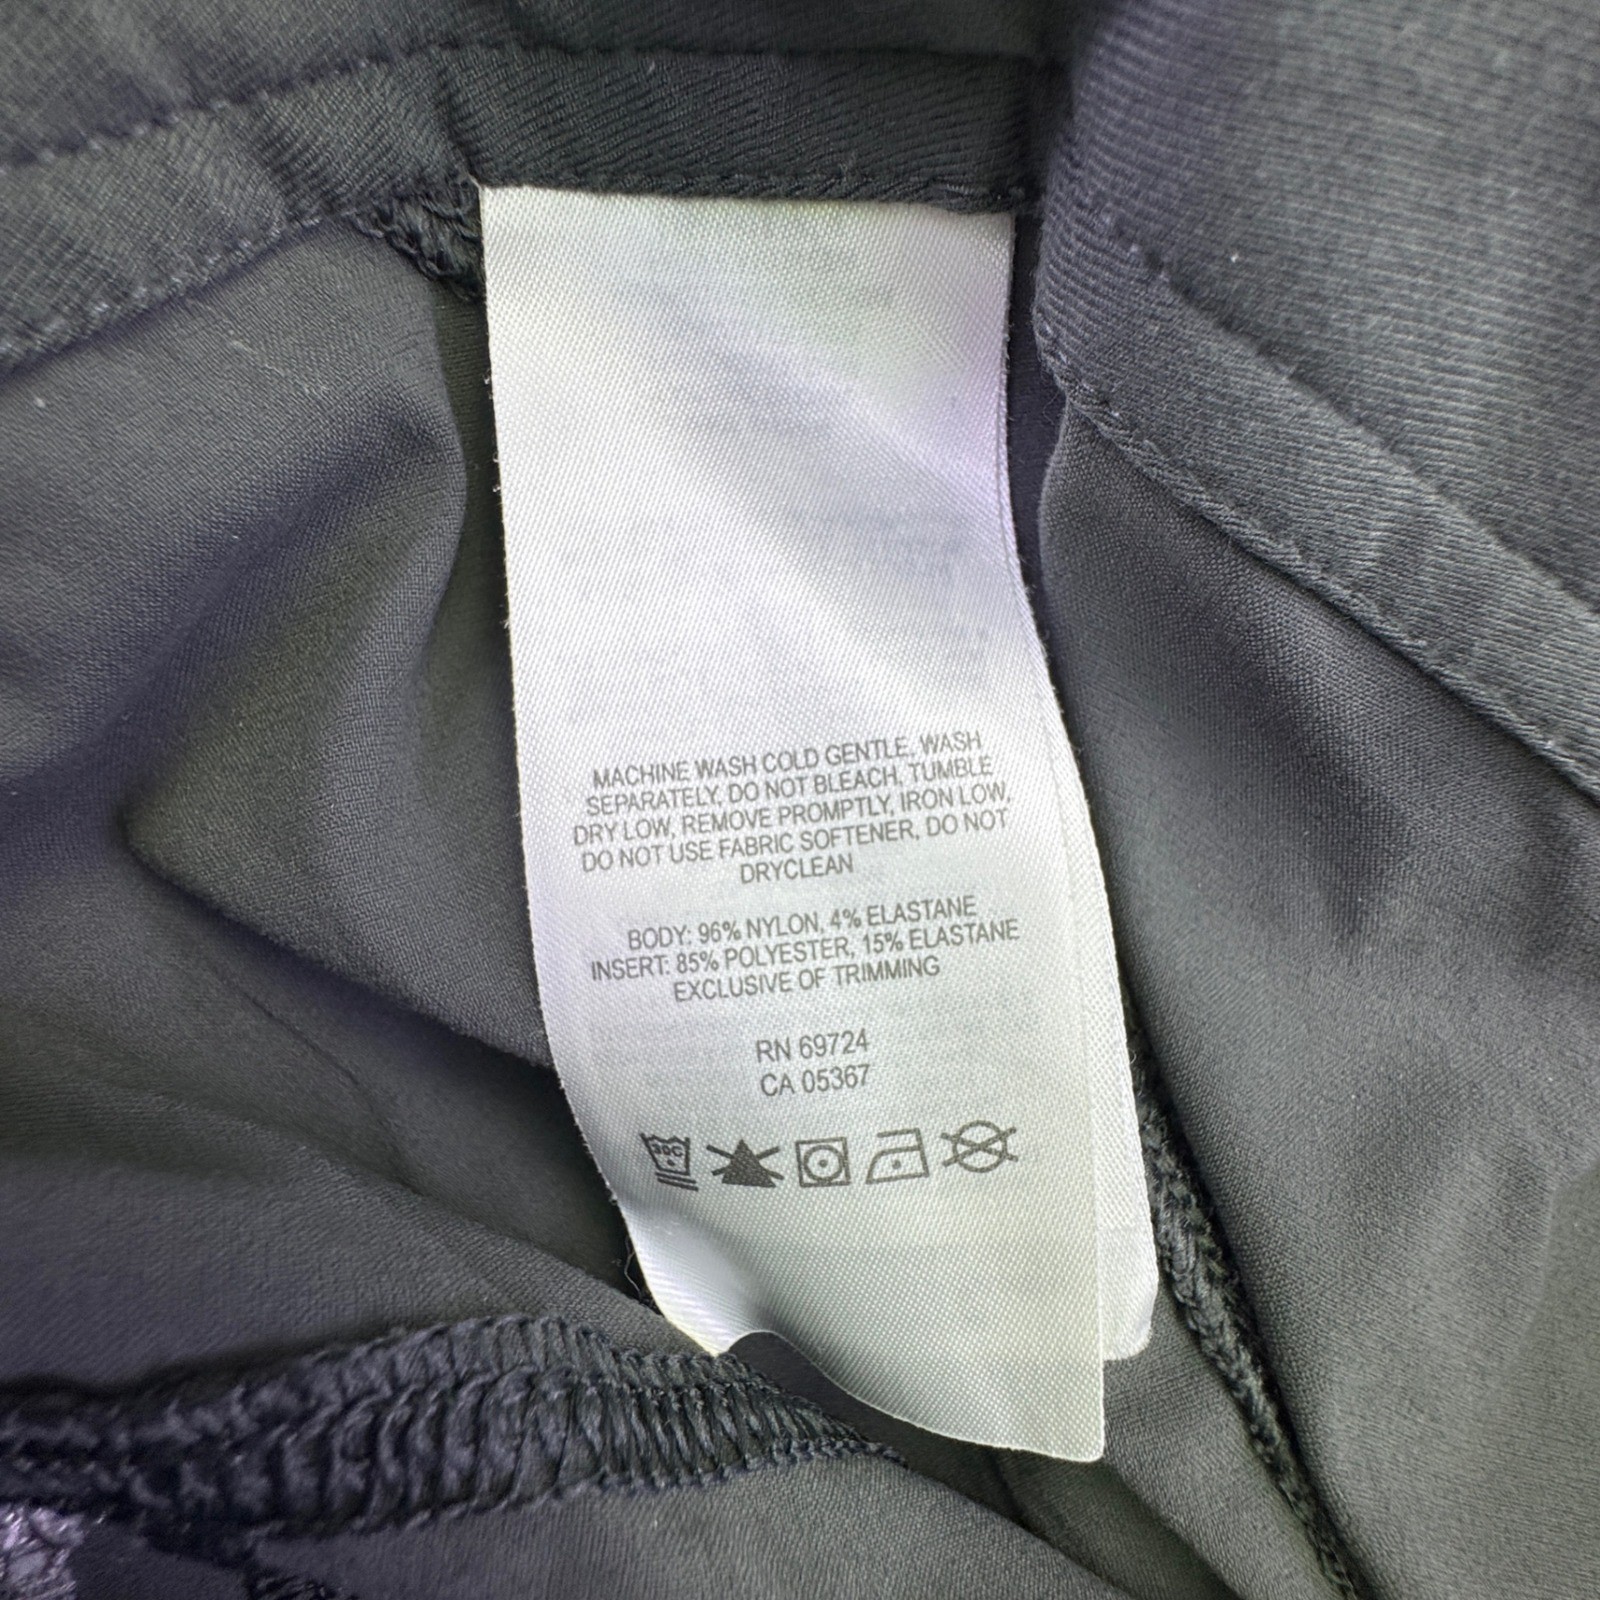 MACHINE WASH COLD GENTLE, WASH
SEPARATELY, DO NOT BLEACH, TUMBLE
DRY LOW, REMOVE PROMPTLY, IRON LOW,
DO NOT USE FABRIC SOFTENER, DO NOT
DRYCLEAN
BODY: 96% NYLON, 4% ELASTANE
INSERT: 85% POLYESTER, 15% ELASTANE
EXCLUSIVE OF TRIMMING
RN 69724
CA 05367
30C